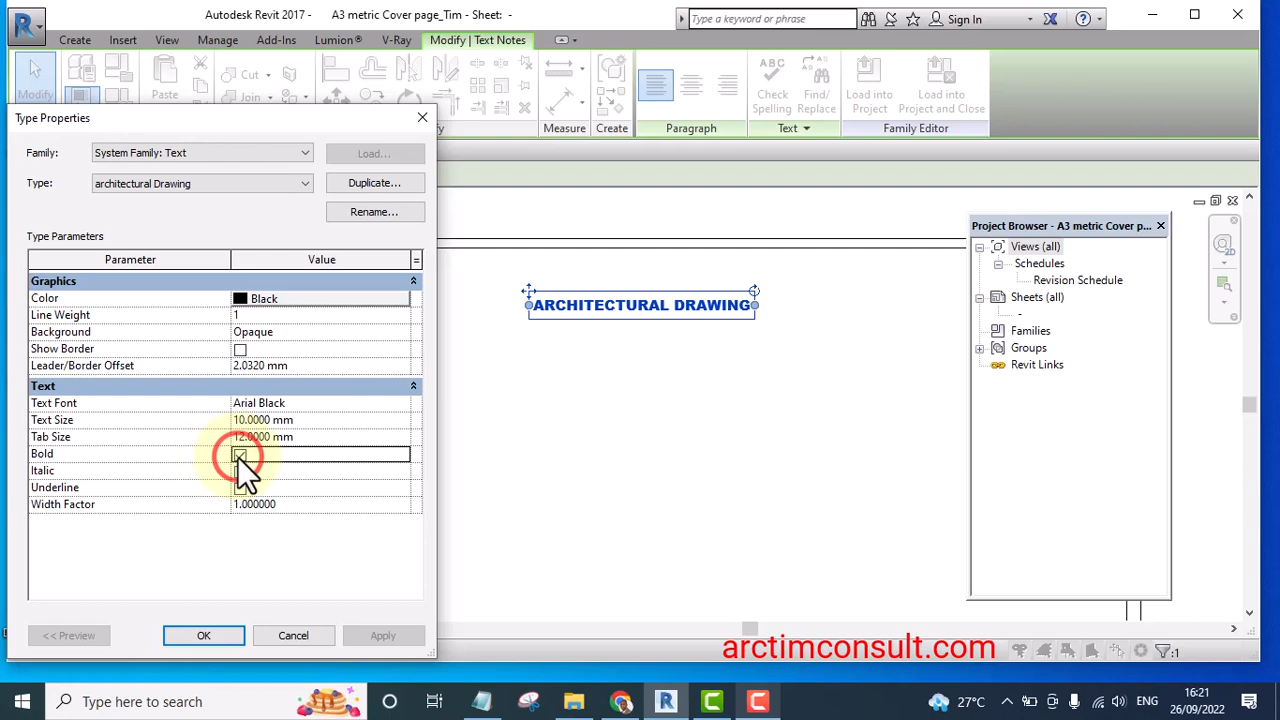 Autodesk Revit 2017 - A3 metric Cover page_Tim - Sheet: -
Type a keyword or phrase
Sign In
Create Insert View Manage Add-Ins Lumion® V-Ray Modify | Text Notes
Modify
Cut
Paste
Join
Check Spelling
Find Replace
Load into Project
Load into Project and Close
Measure Create Paragraph Text Family Editor
Type Properties
Family: System Family: Text Load...
Type: architectural Drawing Duplicate...
Rename...
Type Parameters
Parameter Value =
Graphics
Color Black
Line Weight 1
Background Opaque
Show Border
Leader/Border Offset 2.0320 mm
Text
Text Font Arial Black
Text Size 10.0000 mm
Tab Size 12.0000 mm
Bold
Italic
Underline
Width Factor 1.000000
<< Preview OK Cancel Apply
ARCHITECTURAL DRAWING
Project Browser - A3 metric Cover p...
Views (all)
Schedules
Revision Schedule
Sheets (all)
-
Families
Groups
Revit Links
2D
:1
arctimconsult.com
Type here to search
27°C
ENG
16:21
26/09/2022